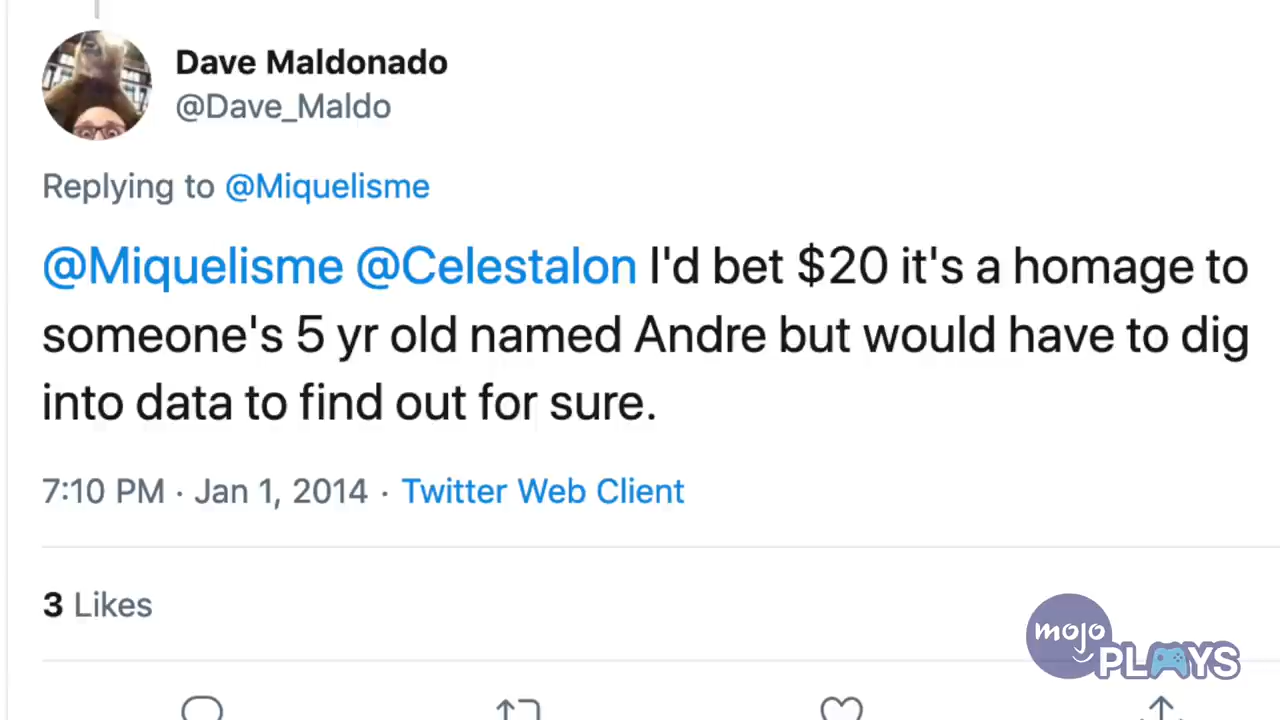 Dave Maldonado
@Dave_Maldo
Replying to @Miquelisme
@Miquelisme @Celestalon I'd bet $20 it's a homage to
someone's 5 yr old named Andre but would have to dig
into data to find out for sure.
7:10 PM · Jan 1, 2014 · Twitter Web Client
3 Likes
mojo
PLAYS